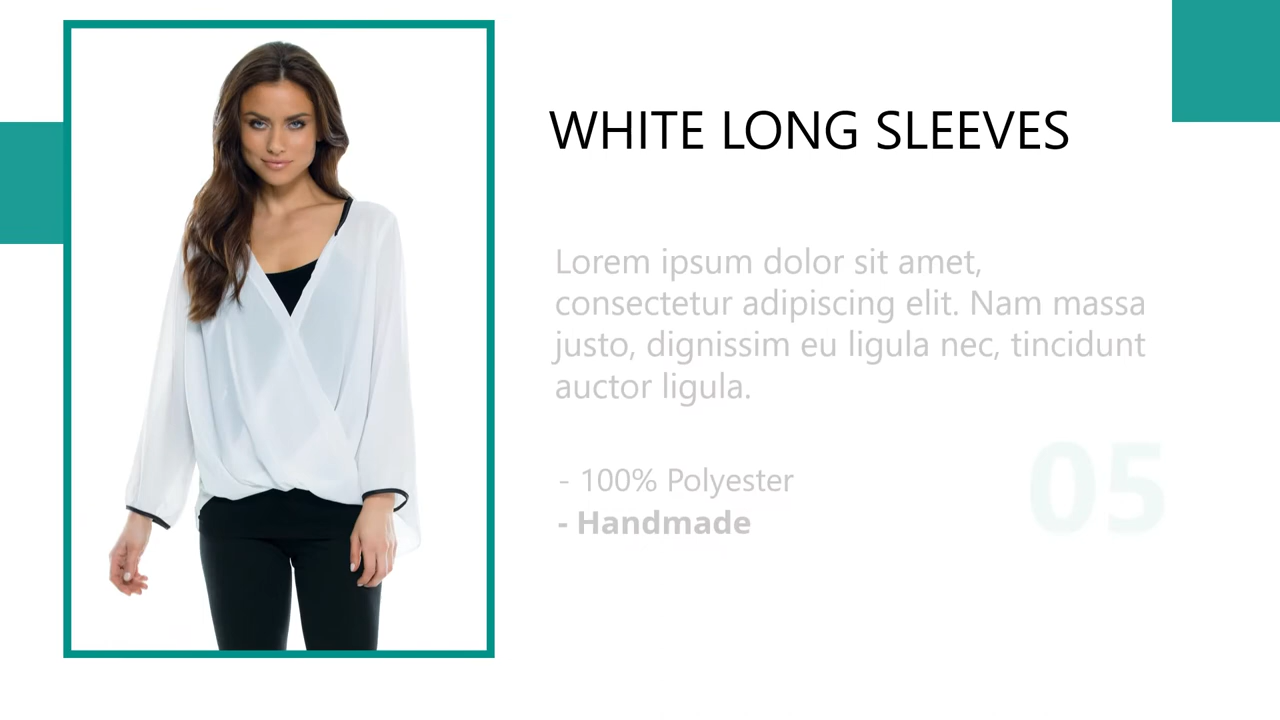 WHITE LONG SLEEVES
Lorem ipsum dolor sit amet,
consectetur adipiscing elit. Nam massa
justo, dignissim eu ligula nec, tincidunt
auctor ligula.
- 100% Polyester
- Handmade
05